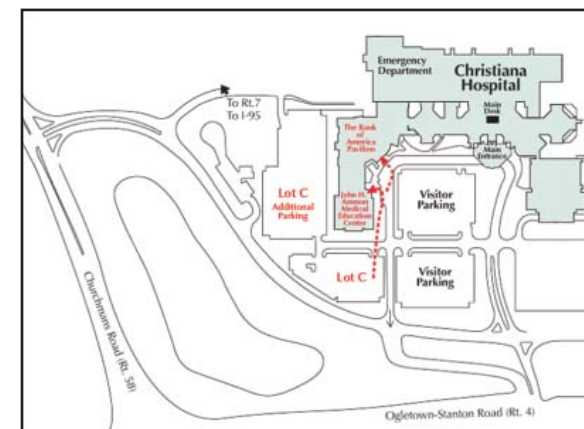 Emergency
Department
Christiana
Hospital
Main
Desk
To Rt.7
To I-95
The Bank
of America
Pavilion
Main
Entrance
Lot C
Additional
Parking
John H.
Ammon
Medical
Education
Center
Visitor
Parking
Lot C
Visitor
Parking
Churchmans Road (Rt. 58)
Ogletown-Stanton Road (Rt. 4)